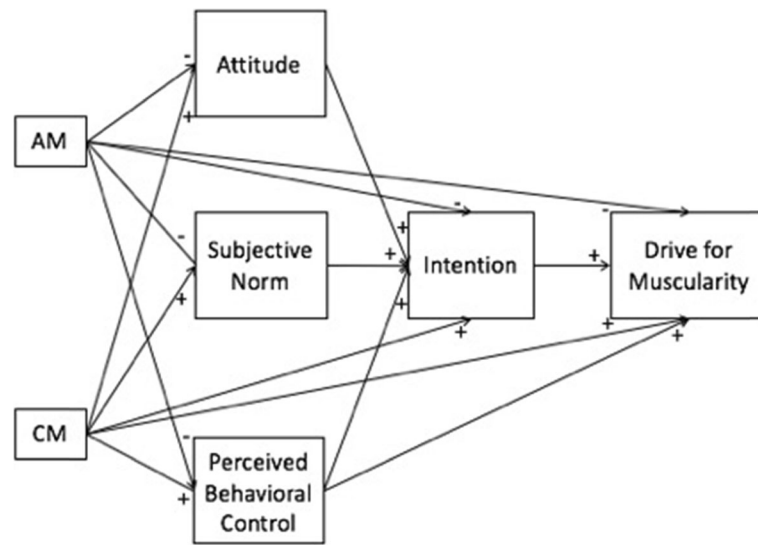 Attitude
-
+
AM
-
-
-
+
Subjective
Norm
+
+
Intention
+
+
Drive for
Muscularity
+
+
+
+
CM
-
+
Perceived
Behavioral
Control